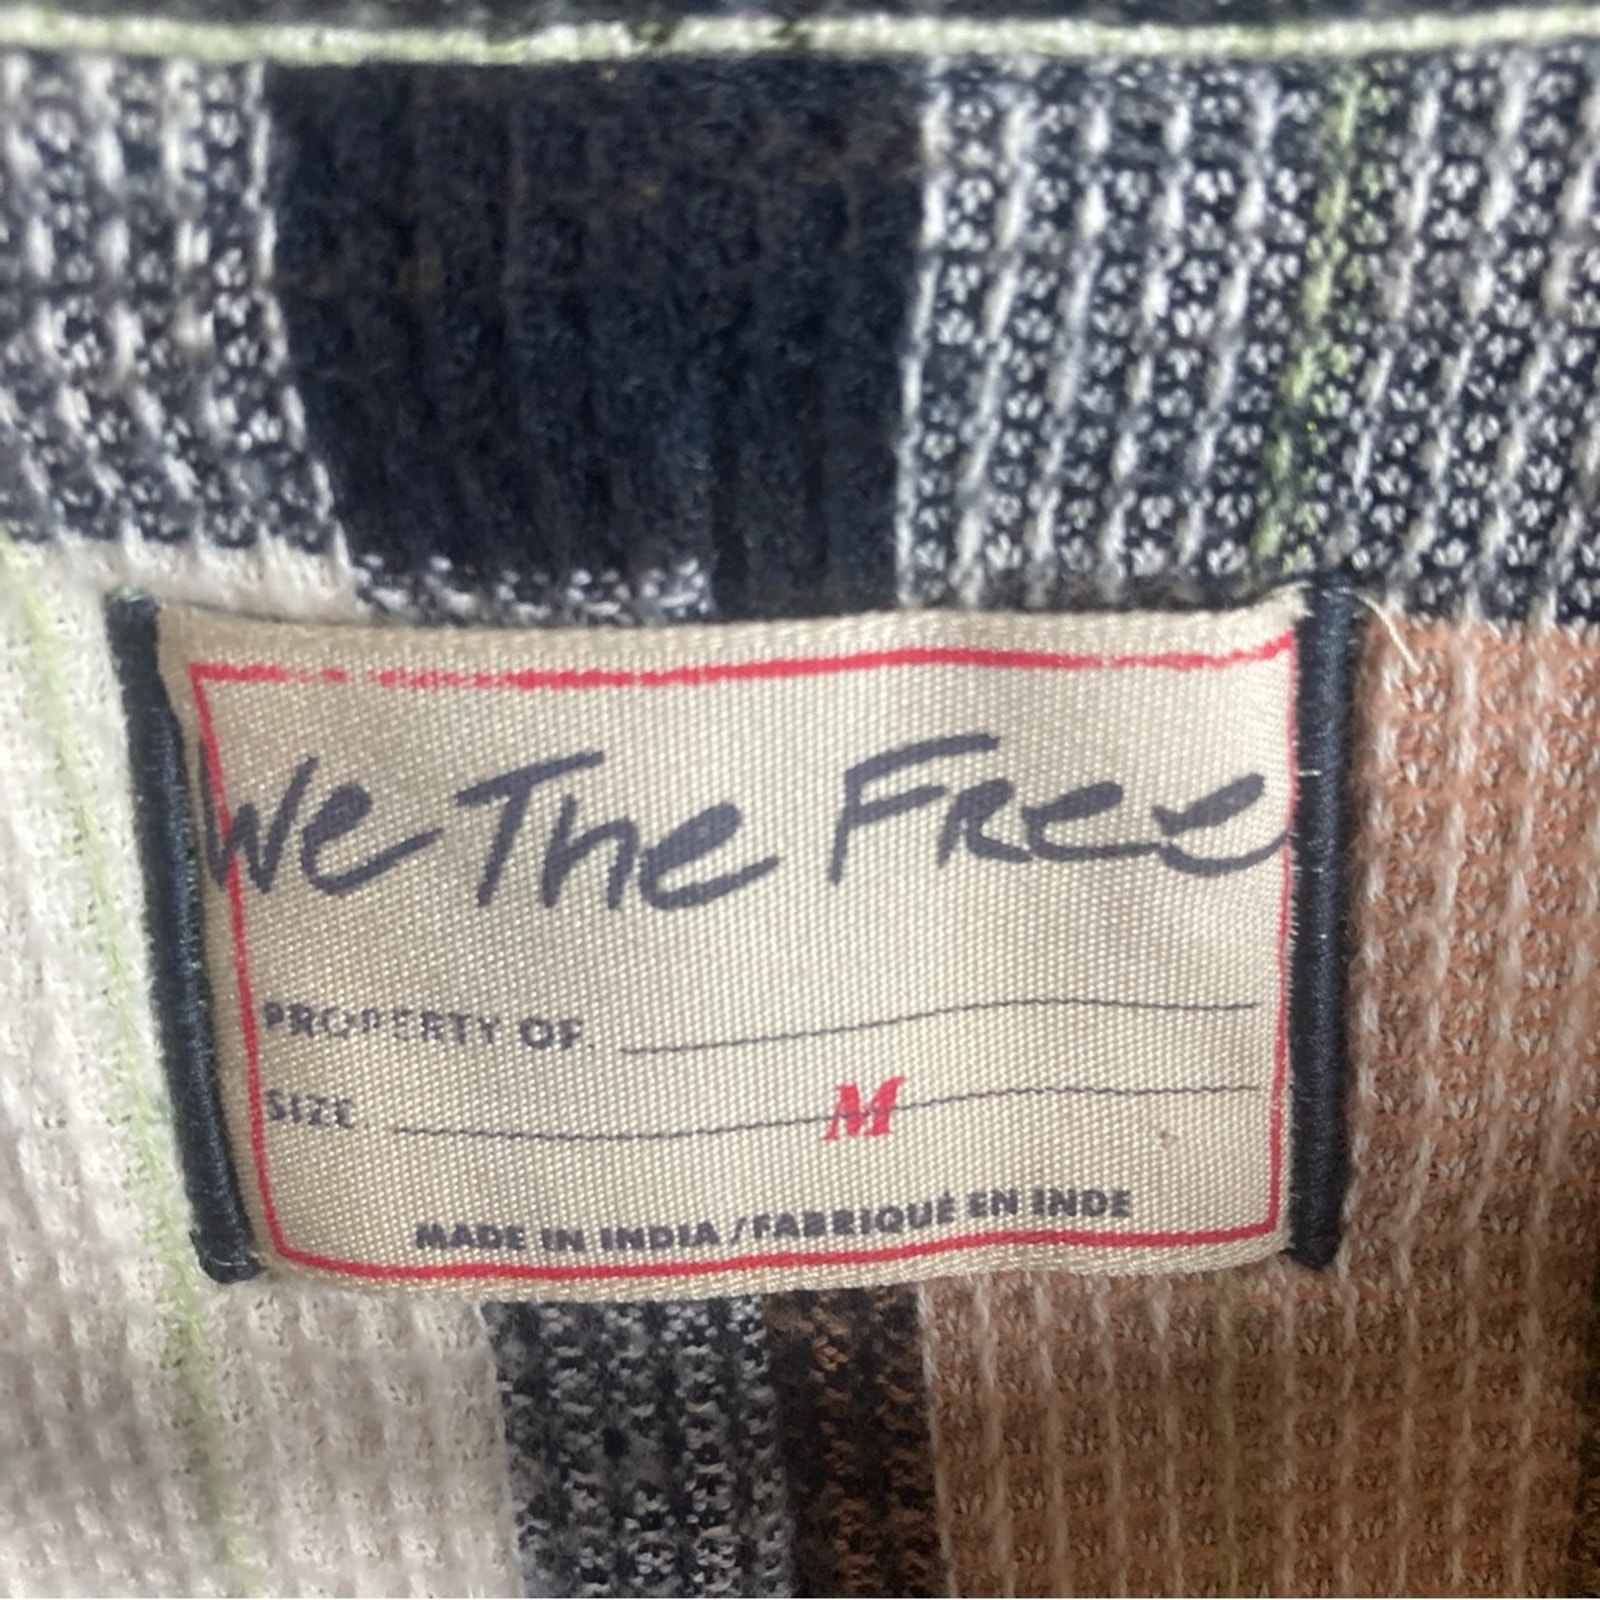 We The Free
PROPERTY OF.
SIZE M
MADE IN INDIA / FABRIQUÉ EN INDE